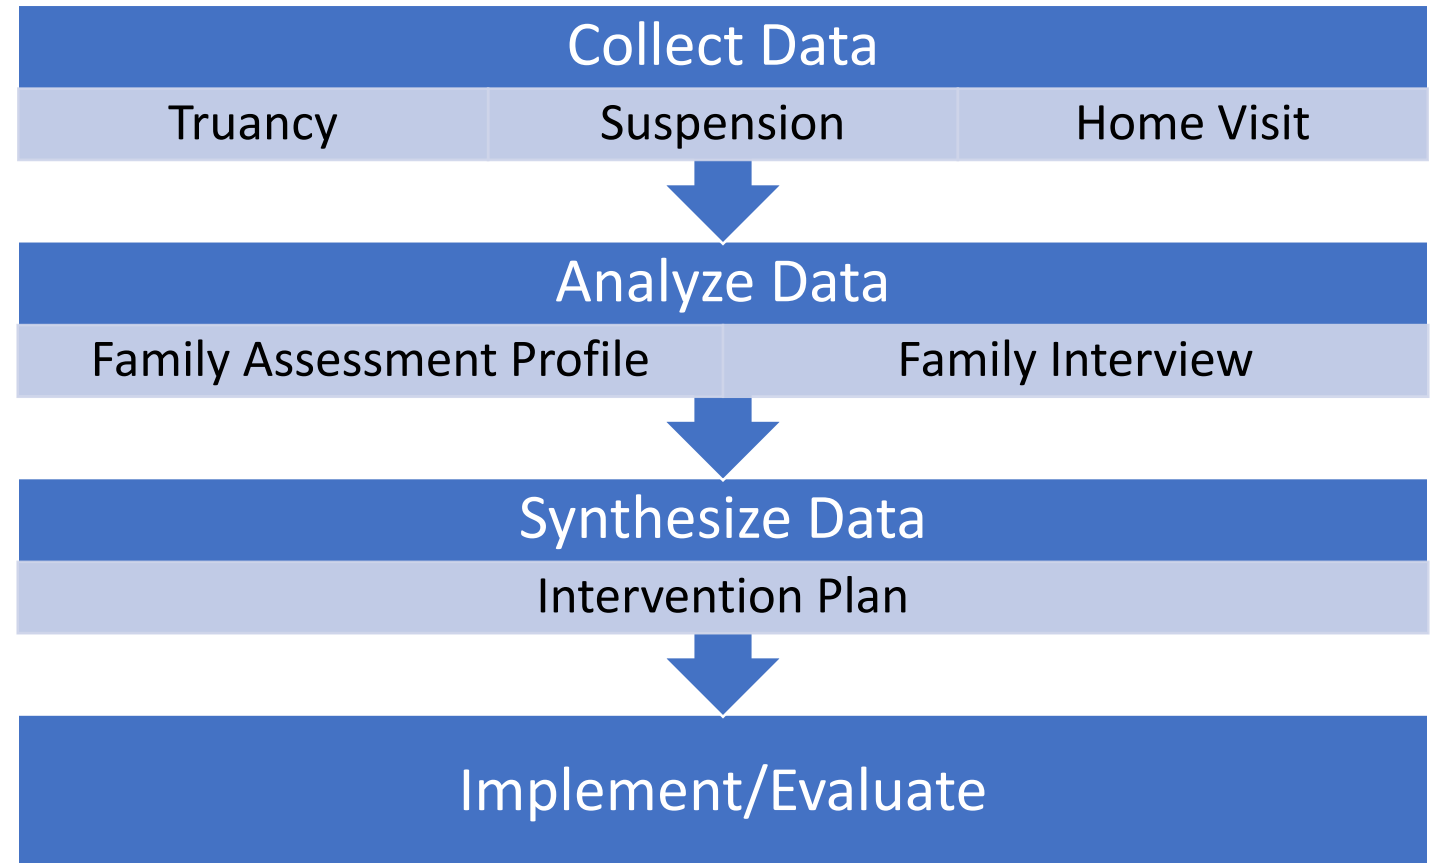 Collect Data
Truancy Suspension Home Visit
Analyze Data
Family Assessment Profile Family Interview
Synthesize Data
Intervention Plan
Implement/Evaluate